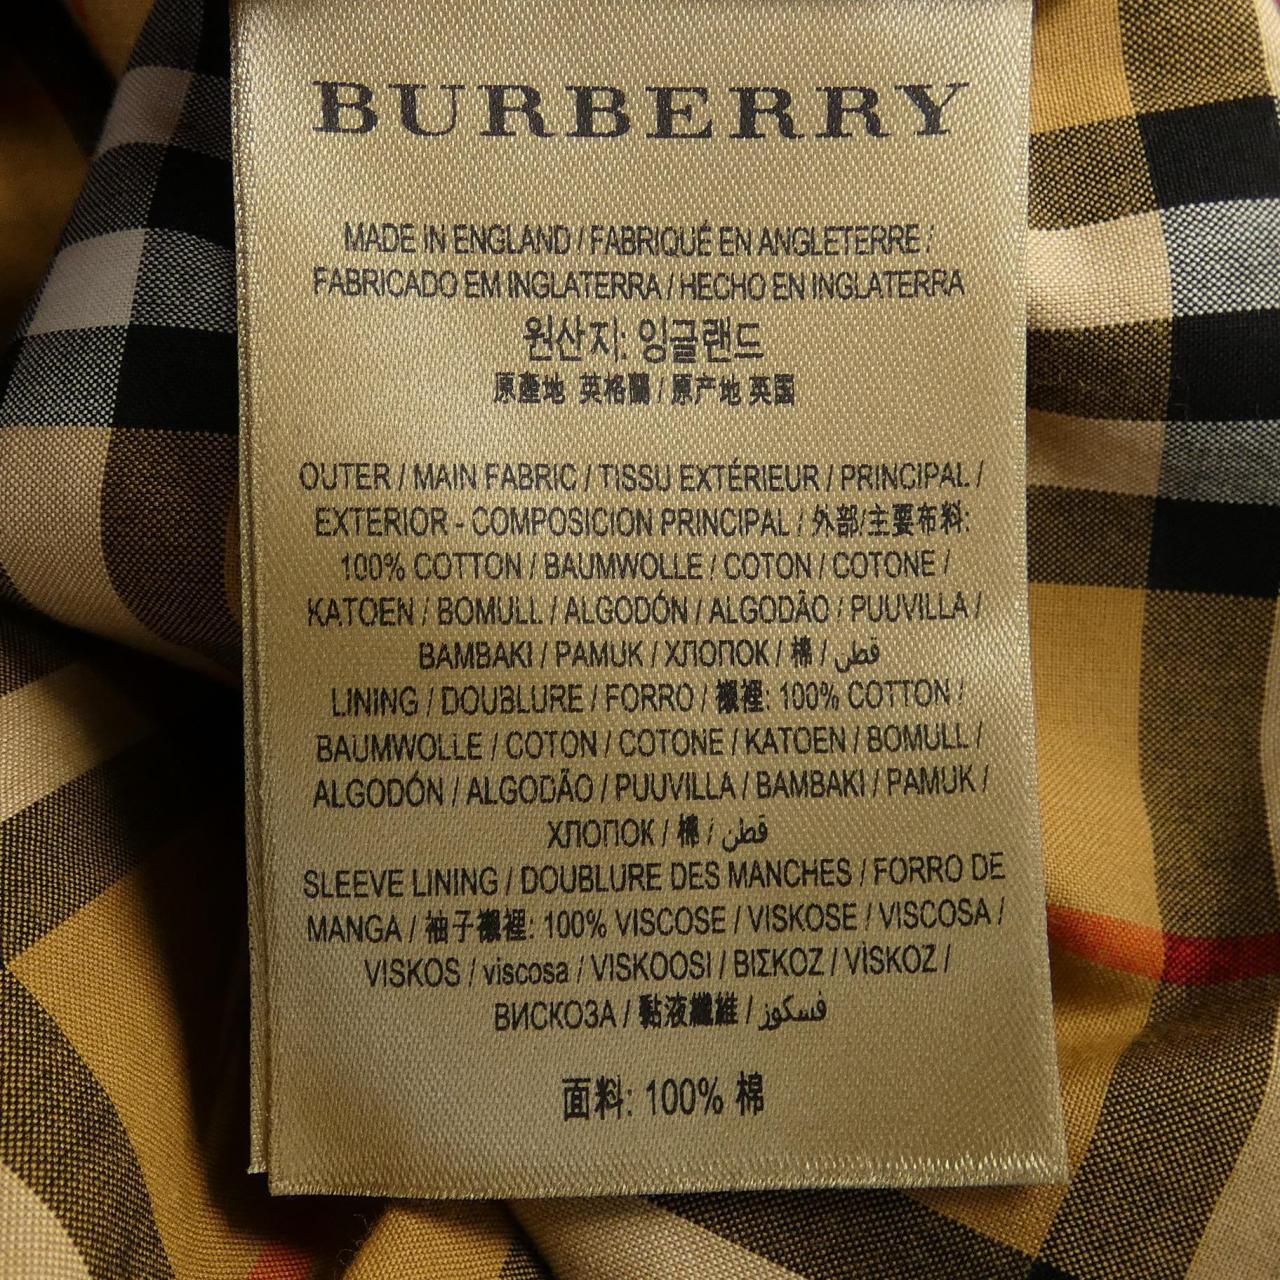 BURBERRY
MADE IN ENGLAND / FABRIQUÉ EN ANGLETERRE /
FABRICADO EM INGLATERRA / HECHO EN INGLATERRA
원산지: 잉글랜드
原產地 英格蘭 / 原产地 英国
OUTER / MAIN FABRIC / TISSU EXTÉRIEUR / PRINCIPAL /
EXTERIOR - COMPOSICION PRINCIPAL / 外部/主要布料:
100% COTTON / BAUMWOLLE / COTON / COTONE /
KATOEN / BOMULL / ALGODÓN / ALGODÃO / PUUVILLA /
BAMBAKI / PAMUK / ХЛОПОК / 棉 / قطن
LINING / DOUBLURE / FORRO / 襯裡: 100% COTTON /
BAUMWOLLE / COTON / COTONE / KATOEN / BOMULL /
ALGODÓN / ALGODÃO / PUUVILLA / BAMBAKI / PAMUK /
ХЛОПОК / 棉 / قطن
SLEEVE LINING / DOUBLURE DES MANCHES / FORRO DE
MANGA / 袖子襯裡: 100% VISCOSE / VISKOSE / VISCOSA /
VISKOS / viscosa / VISKOOSI / ΒΙΣΚΟΖ / VİSKOZ /
ВИСКОЗА / 黏液纖維 / فسكوز
面料: 100% 棉